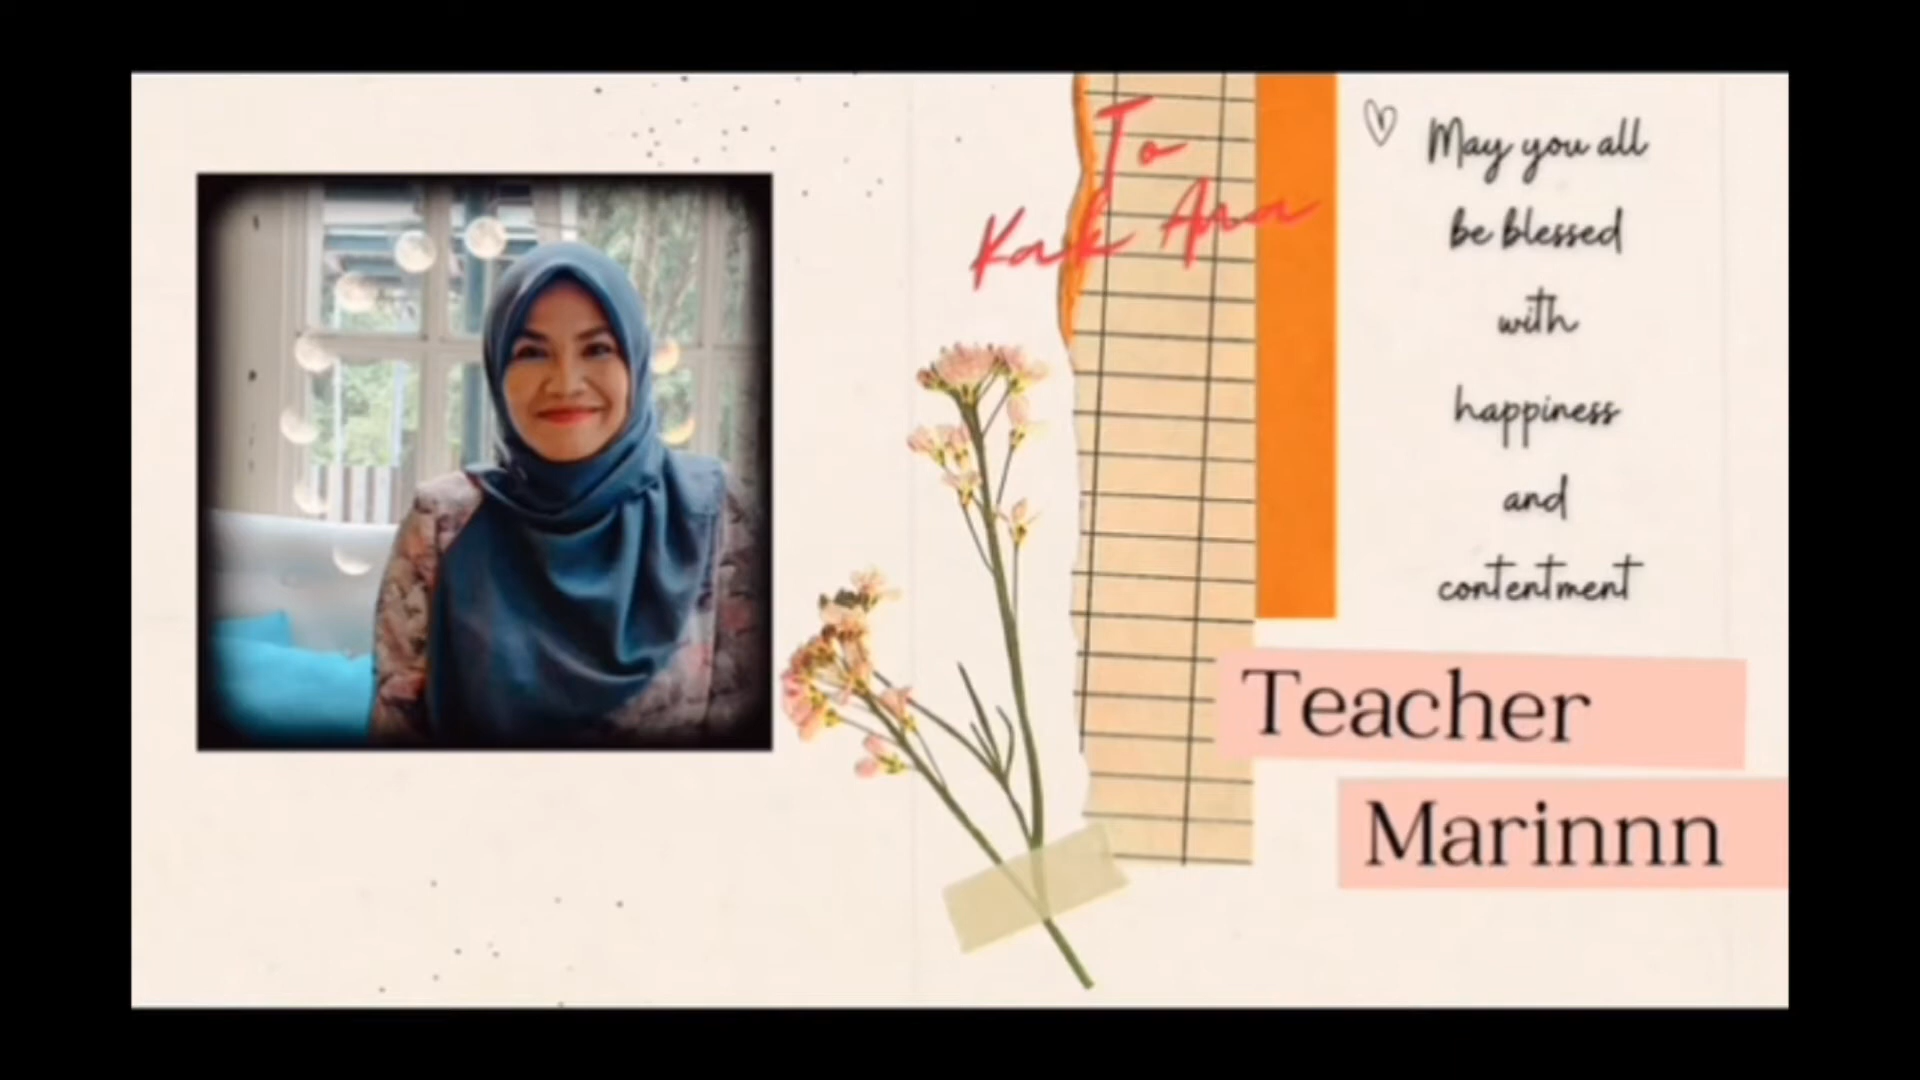 To
Kak Ana
May you all
be blessed
with
happiness
and
contentment
Teacher
Marinnn